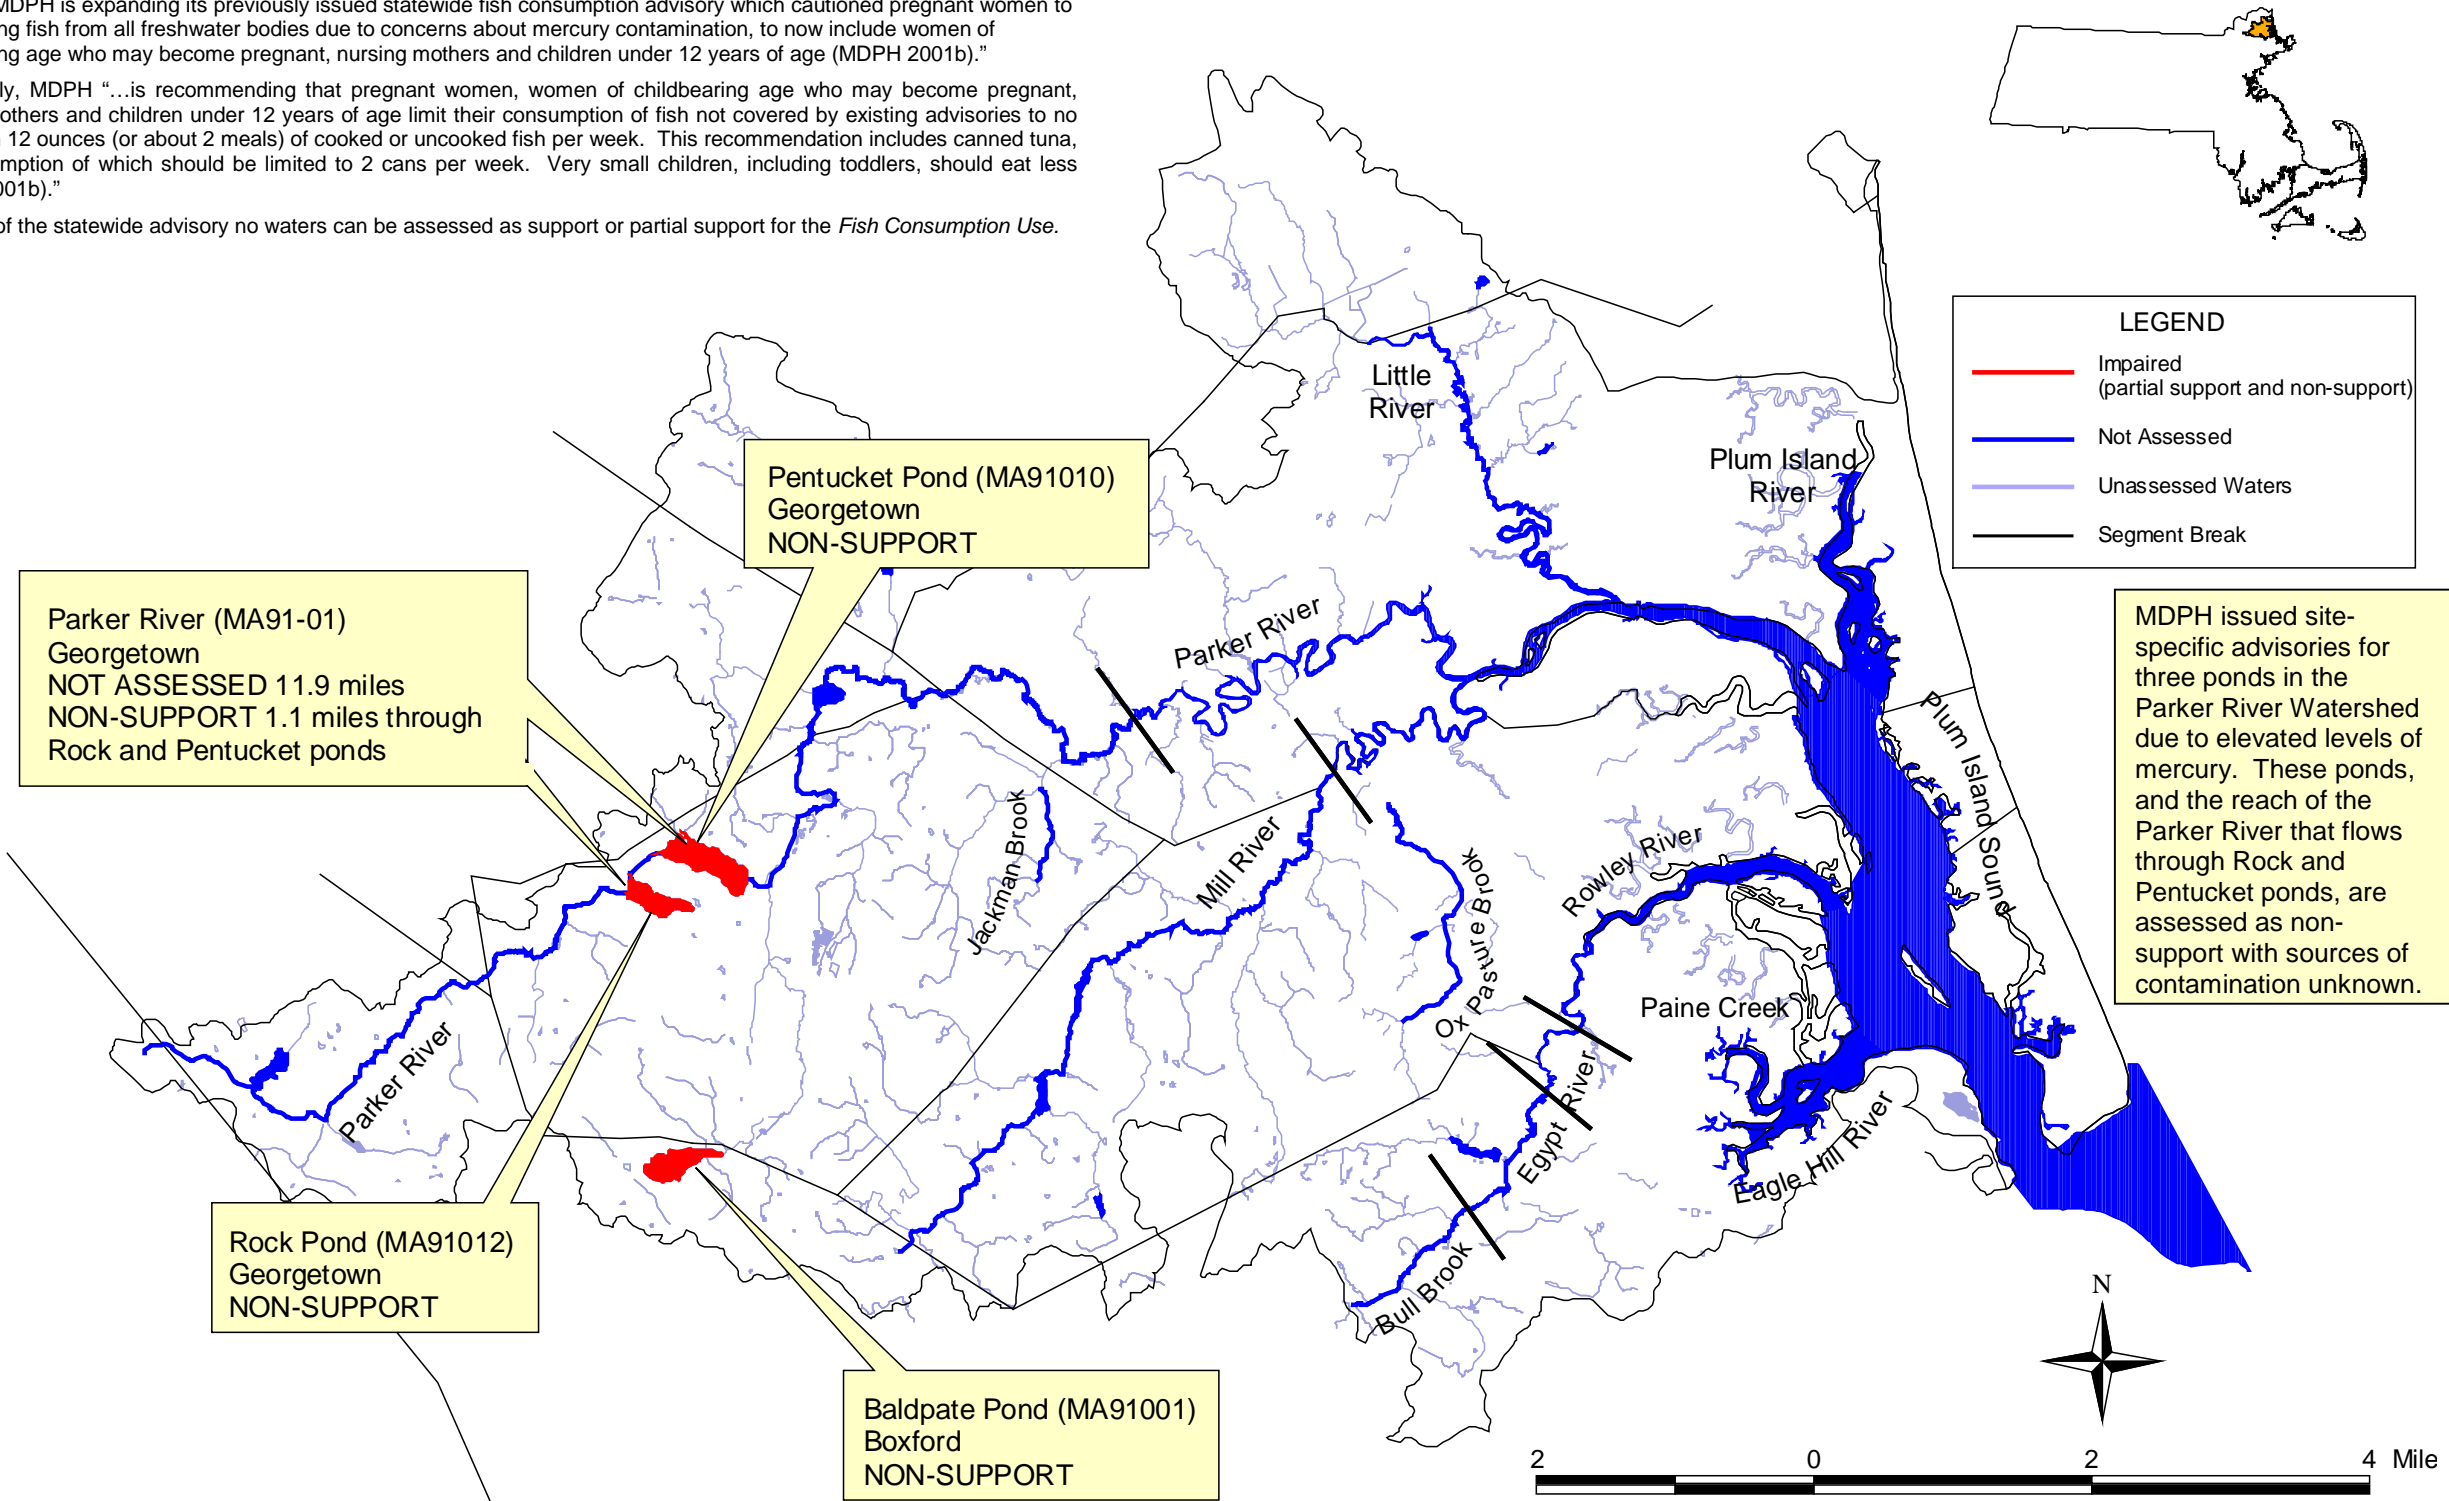 MDPH is expanding its previously issued statewide fish consumption advisory which cautioned pregnant women to
ng fish from all freshwater bodies due to concerns about mercury contamination, to now include women of
ng age who may become pregnant, nursing mothers and children under 12 years of age (MDPH 2001b).”
ly, MDPH “…is recommending that pregnant women, women of childbearing age who may become pregnant,
others and children under 12 years of age limit their consumption of fish not covered by existing advisories to no
12 ounces (or about 2 meals) of cooked or uncooked fish per week. This recommendation includes canned tuna,
mption of which should be limited to 2 cans per week. Very small children, including toddlers, should eat less
001b).”
of the statewide advisory no waters can be assessed as support or partial support for the Fish Consumption Use.
LEGEND
Impaired
(partial support and non-support)
Not Assessed
Unassessed Waters
Segment Break
Little
River
Plum Island
River
Pentucket Pond (MA91010)
Georgetown
NON-SUPPORT
Parker River (MA91-01)
Georgetown
NOT ASSESSED 11.9 miles
NON-SUPPORT 1.1 miles through
Rock and Pentucket ponds
MDPH issued site-
specific advisories for
three ponds in the
Parker River Watershed
due to elevated levels of
mercury. These ponds,
and the reach of the
Parker River that flows
through Rock and
Pentucket ponds, are
assessed as non-
support with sources of
contamination unknown.
Parker River
Plum Island Sound
Jackman Brook
Mill River
Ox Pasture Brook
Rowley River
Paine Creek
Parker River
Egypt River
Eagle Hill River
Bull Brook
Rock Pond (MA91012)
Georgetown
NON-SUPPORT
Baldpate Pond (MA91001)
Boxford
NON-SUPPORT
N
2 0 2 4 Mile